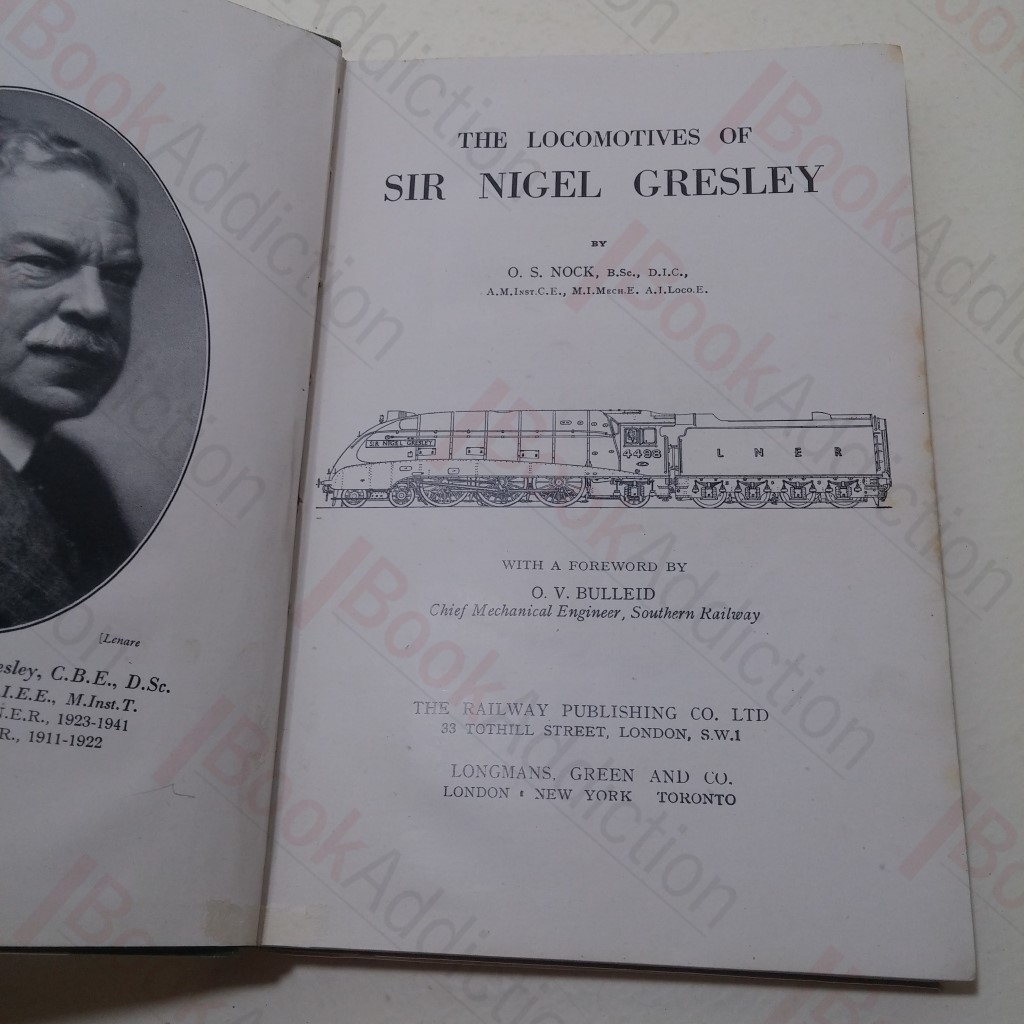 [Lenare
esley, C.B.E., D.Sc.
I.E.E., M.Inst.T.
N.E.R., 1923-1941
R., 1911-1922
THE LOCOMOTIVES OF
SIR NIGEL GRESLEY
BY
O. S. NOCK, B.Sc., D.I.C.,
A.M.Inst.C.E., M.I.Mech.E. A.I.Loco.E.
SIR NIGEL GRESLEY
4498
L N E R
WITH A FOREWORD BY
O. V. BULLEID
Chief Mechanical Engineer, Southern Railway
THE RAILWAY PUBLISHING CO. LTD
33 TOTHILL STREET, LONDON, S.W.1
LONGMANS, GREEN AND CO.
LONDON NEW YORK TORONTO
BookAddiction